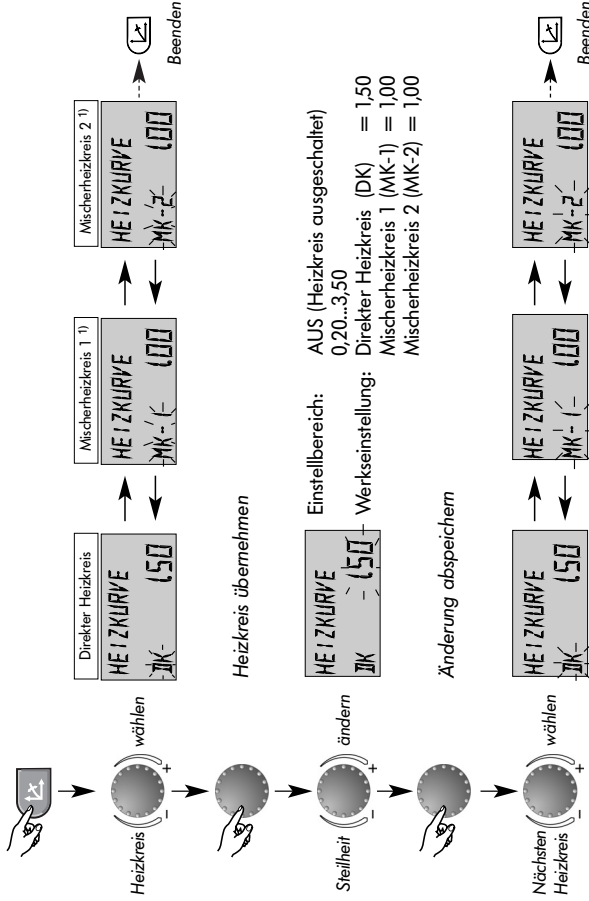 Direkter Heizkreis
Mischerheizkreis 1 1)
Mischerheizkreis 2 1)
Heizkreis
wählen
HEIZKURVE
DK 1.50
HEIZKURVE
MK-1 1.00
HEIZKURVE
MK-2 1.00
Beenden
Heizkreis übernehmen
Steilheit
ändern
HEIZKURVE
DK 1.50
Einstellbereich: AUS (Heizkreis ausgeschaltet)
0,20...3,50
Werkseinstellung: Direkter Heizkreis (DK) = 1,50
Mischerheizkreis 1 (MK-1) = 1,00
Mischerheizkreis 2 (MK-2) = 1,00
Änderung abspeichern
Nächsten
Heizkreis
wählen
HEIZKURVE
DK 1.50
HEIZKURVE
MK-1 1.00
HEIZKURVE
MK-2 1.00
Beenden